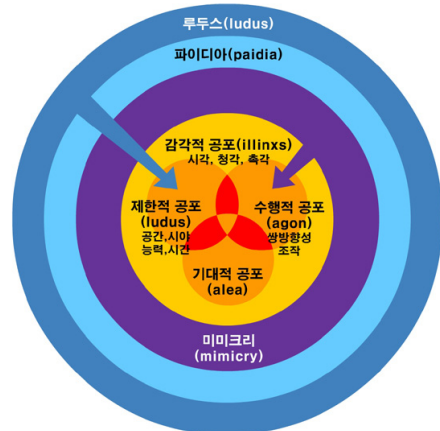 루두스(ludus)
파이디아(paidia)
감각적 공포(illinxs)
시각, 청각, 촉각
제한적 공포
(ludus)
공간,시야
능력,시간
수행적 공포
(agon)
쌍방향성
조작
기대적 공포
(alea)
미미크리
(mimicry)